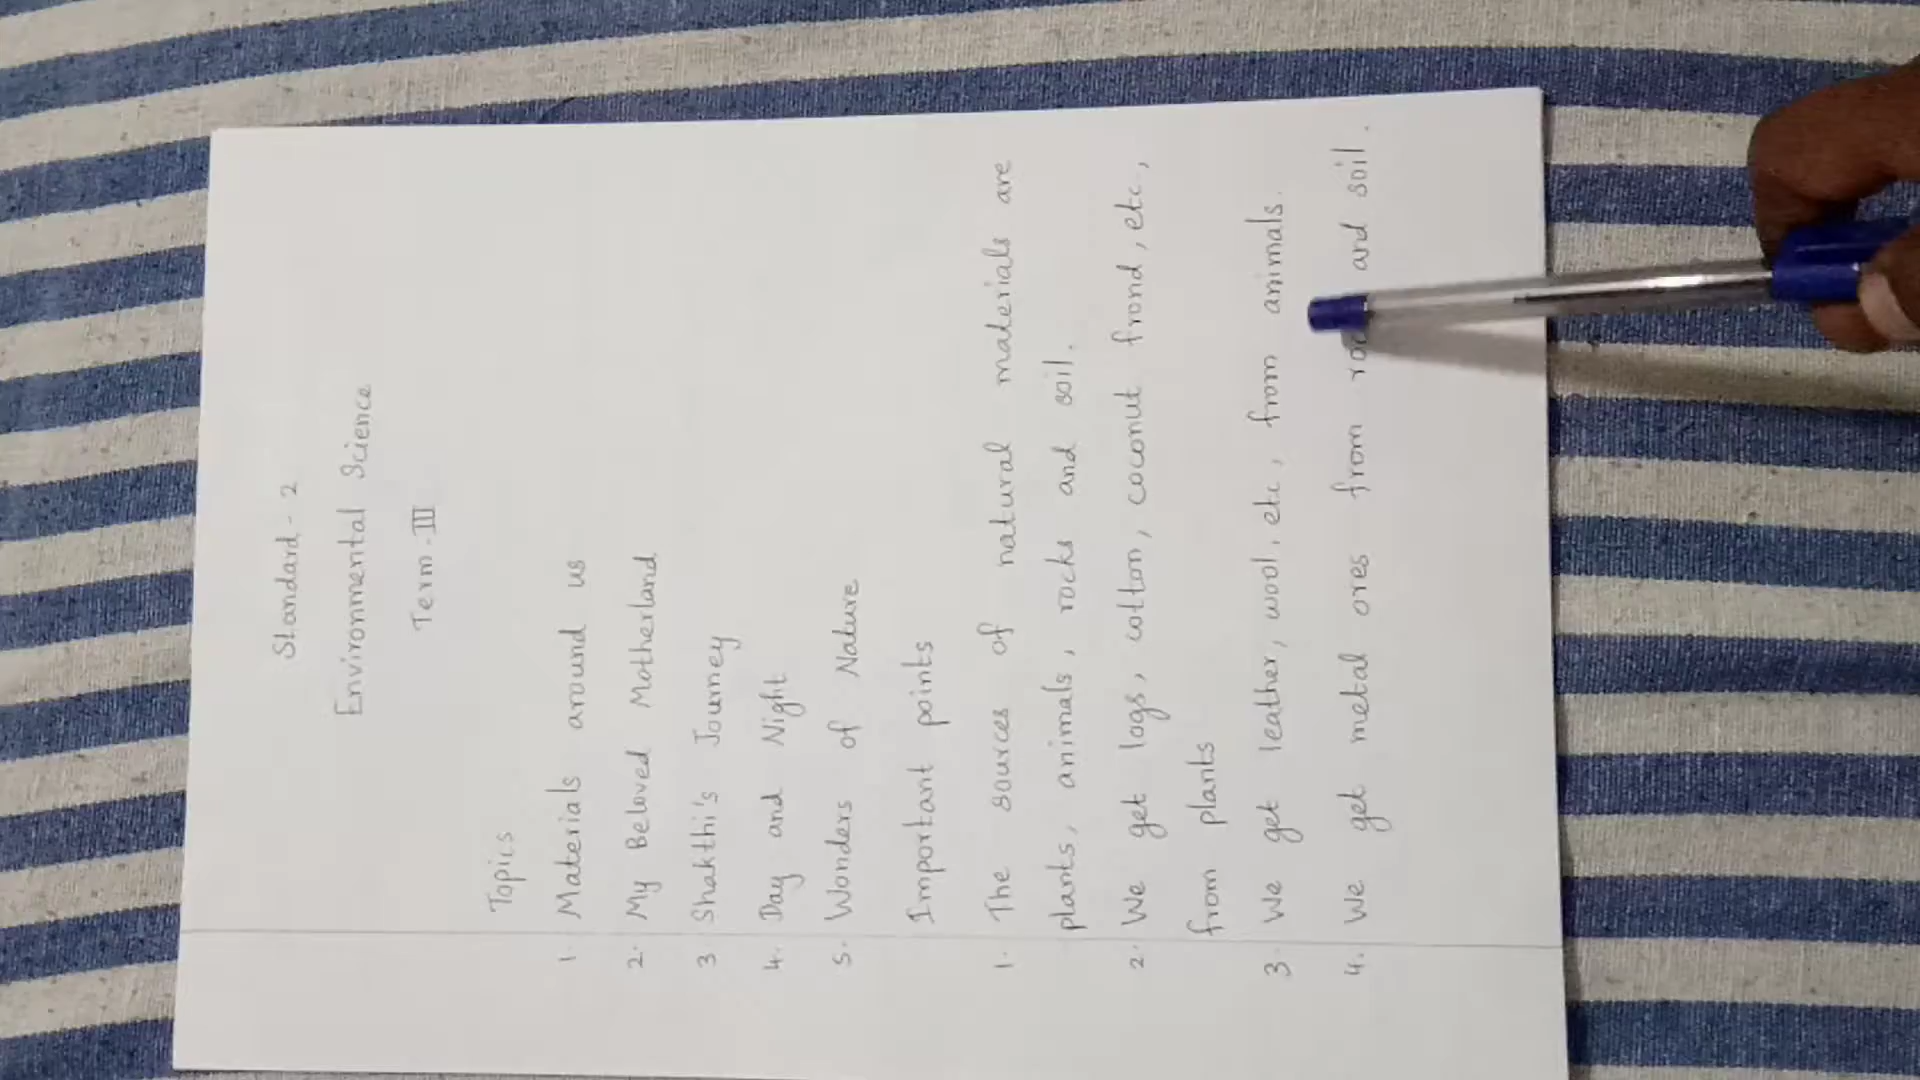 Standard - 2
Environmental Science
Term - III
Topics
1. Materials around us
2. My Beloved Motherland
3 Shakthi's Journey
4. Day and Night
5. Wonders of Nature
Important points
1. The sources of natural materials are
plants, animals, rocks and soil.
2. We get logs, cotton, coconut frond, etc.,
from plants
3. We get leather, wool, etc, from animals.
4. We get metal ores from and soil.